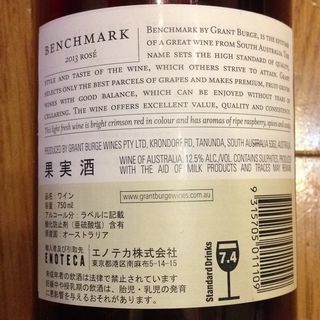 BENCHMARK
2013 ROSÉ
BENCHMARK BY GRANT BURGE, IS THE EPITOME
OF A GREAT WINE FROM SOUTH AUSTRALIA. THE
NAME SETS THE HIGH STANDARD OF QUALITY,
STYLE AND TASTE OF THE WINE, WHICH OTHERS STRIVE TO ATTAIN. GRANT
SELECTS ONLY THE BEST PARCELS OF GRAPES AND MAKES PREMIUM, FRUIT DRIVEN
WINES WITH GOOD BALANCE, WHICH CAN BE ENJOYED WITHOUT YEARS OF
CELLARING. THE WINE OFFERS EXCELLENT VALUE, QUALITY AND CONSISTENCY.
This light fresh wine is bright crimson red in colour and has aromas of ripe raspberry, spices and candy.
PRODUCED BY GRANT BURGE WINES PTY LTD, KRONDORF RD, TANUNDA, SOUTH AUSTRALIA 5352, AUSTRALIA
果実酒
WINE OF AUSTRALIA. 12.5% ALC./VOL. CONTAINS SULPHITES. PRODUCED
WITH THE AID OF MILK PRODUCTS AND TRACES MAY REMAIN.
www.grantburgewines.com.au
品名：ワイン
容量：750ml
アルコール分：ラベルに記載
酸化防止剤（亜硫酸塩）含有
原産国：オーストラリア
輸入者及び引取先
ENOTECA
エノテカ株式会社
東京都港区南麻布5-14-15
未成年者の飲酒は法律で禁止されています。
妊娠中や授乳期の飲酒は、胎児・乳児の発育
に悪影響を与えるおそれがあります。
Standard Drinks
7.4
9 315705 011109